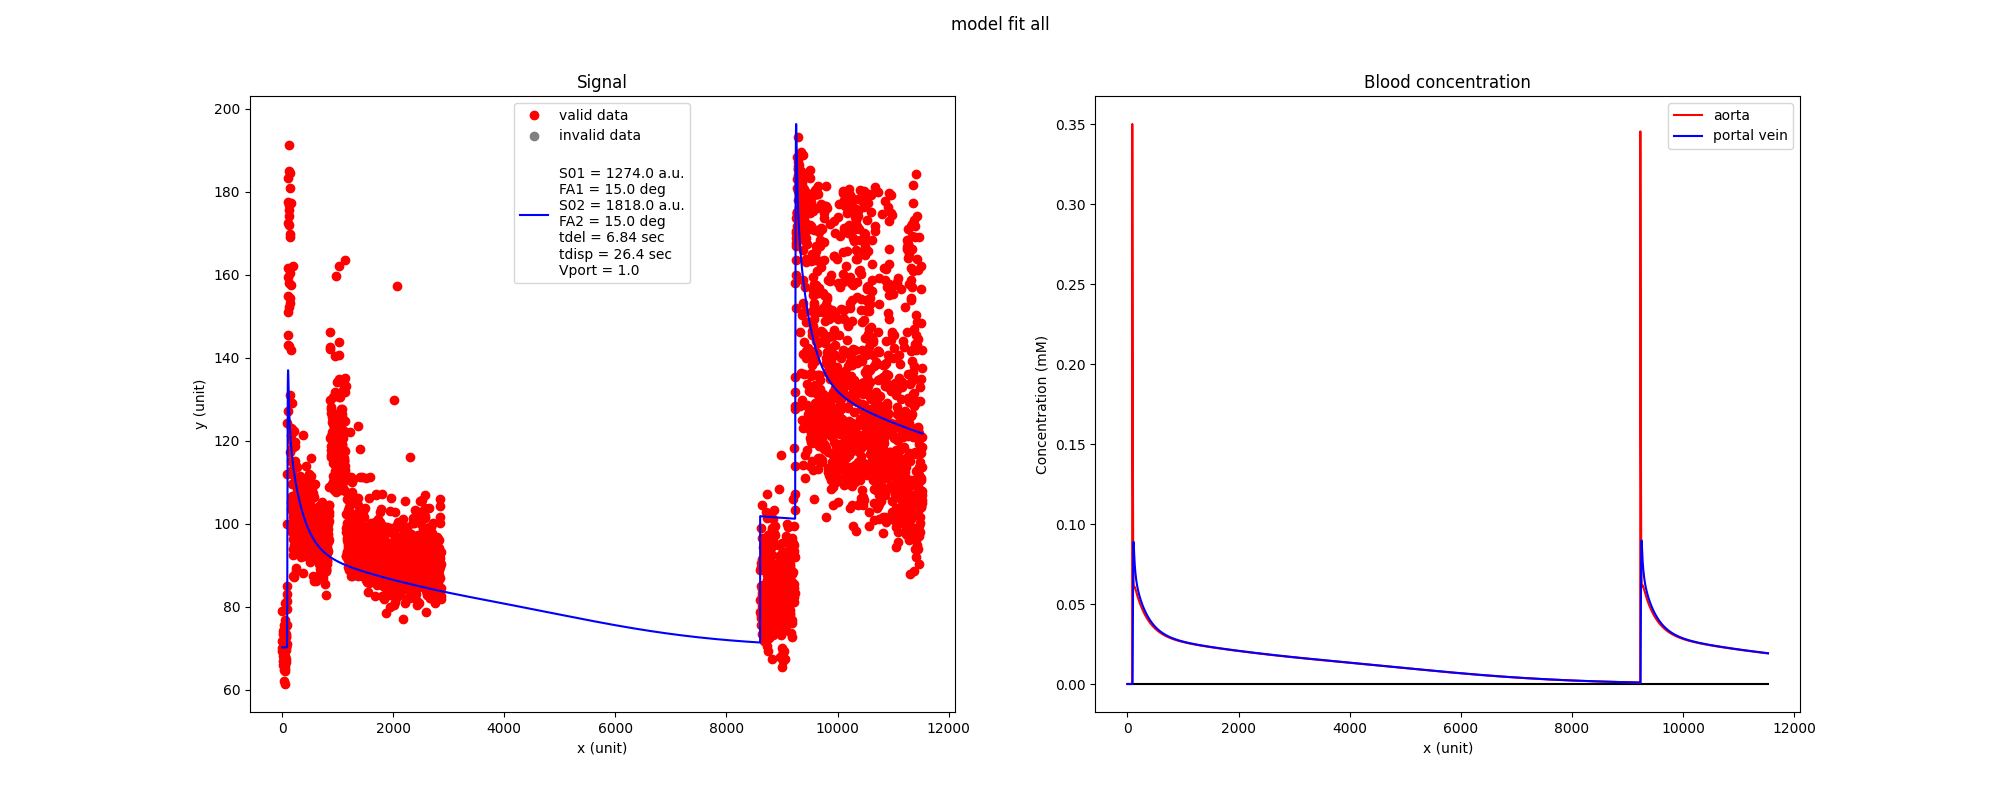 model fit all
Signal
200
180
160
140
120
100
80
60
y (unit)
0
2000
4000
6000
8000
10000
12000
x (unit)
valid data
invalid data
S01 = 1274.0 a.u.
FA1 = 15.0 deg
S02 = 1818.0 a.u.
FA2 = 15.0 deg
tdel = 6.84 sec
tdisp = 26.4 sec
Vport = 1.0
Blood concentration
0.35
0.30
0.25
0.20
0.15
0.10
0.05
0.00
Concentration (mM)
0
2000
4000
6000
8000
10000
12000
x (unit)
aorta
portal vein